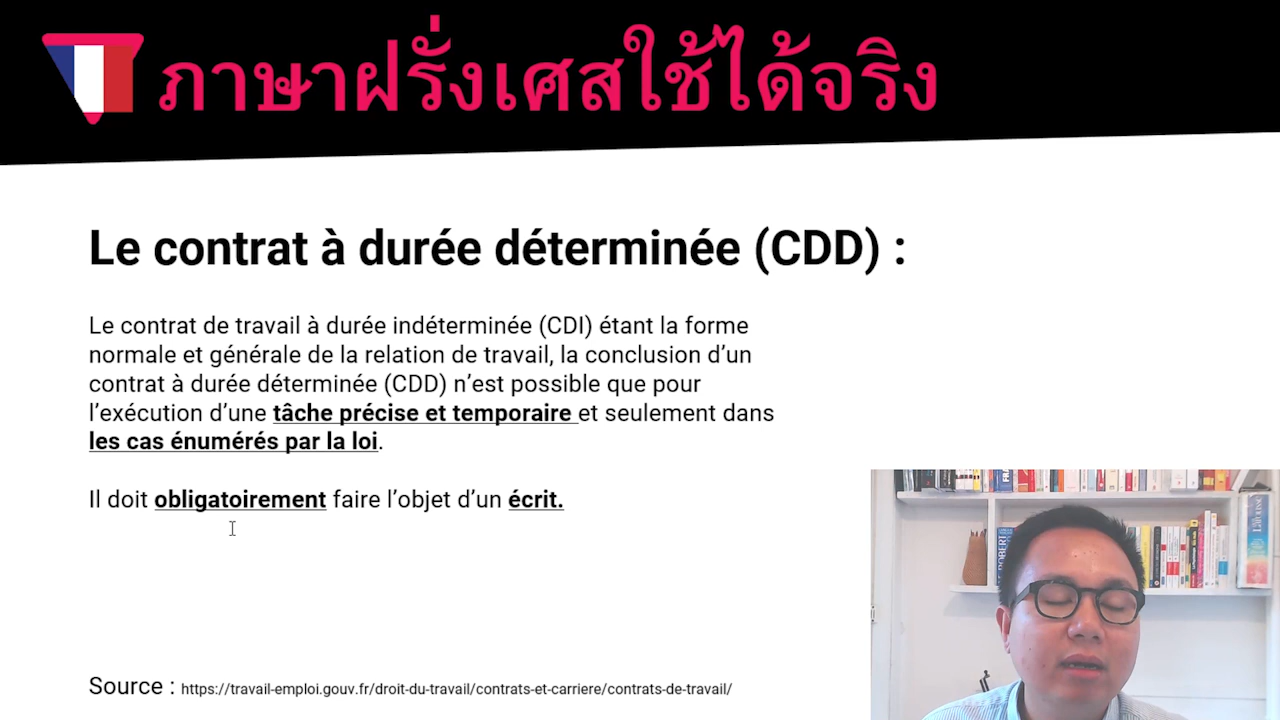 ภาษาฝรั่งเศสใช้ได้จริง
Le contrat à durée déterminée (CDD) :
Le contrat de travail à durée indéterminée (CDI) étant la forme
normale et générale de la relation de travail, la conclusion d’un
contrat à durée déterminée (CDD) n’est possible que pour
l’exécution d’une tâche précise et temporaire et seulement dans
les cas énumérés par la loi.
Il doit obligatoirement faire l’objet d’un écrit.
Source : https://travail-emploi.gouv.fr/droit-du-travail/contrats-et-carriere/contrats-de-travail/